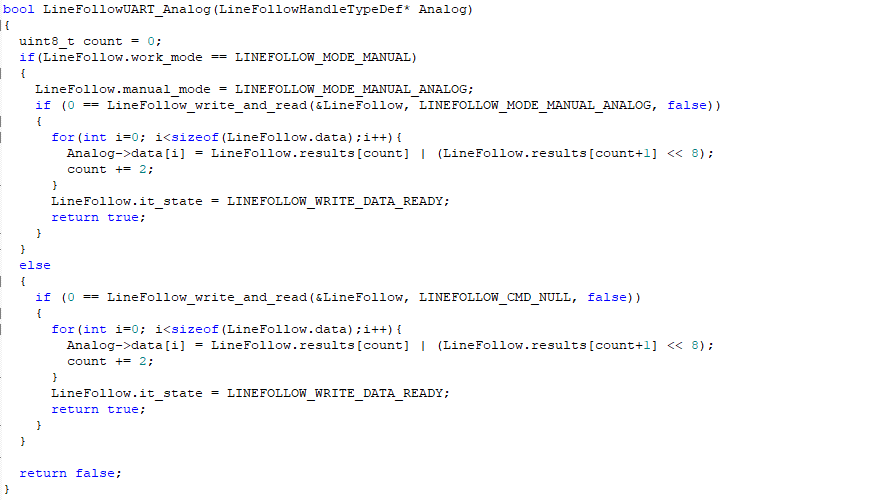 bool LineFollowUART_Analog(LineFollowHandleTypeDef* Analog)
{
  uint8_t count = 0;
  if(LineFollow.work_mode == LINEFOLLOW_MODE_MANUAL)
  {
    LineFollow.manual_mode = LINEFOLLOW_MODE_MANUAL_ANALOG;
    if (0 == LineFollow_write_and_read(&LineFollow, LINEFOLLOW_MODE_MANUAL_ANALOG, false))
    {
      for(int i=0; i<sizeof(LineFollow.data);i++){
        Analog->data[i] = LineFollow.results[count] | (LineFollow.results[count+1] << 8);
        count += 2;
      }
      LineFollow.it_state = LINEFOLLOW_WRITE_DATA_READY;
      return true;
    }
  }
  else
  {
    if (0 == LineFollow_write_and_read(&LineFollow, LINEFOLLOW_CMD_NULL, false))
    {
      for(int i=0; i<sizeof(LineFollow.data);i++){
        Analog->data[i] = LineFollow.results[count] | (LineFollow.results[count+1] << 8);
        count += 2;
      }
      LineFollow.it_state = LINEFOLLOW_WRITE_DATA_READY;
      return true;
    }
  }

  return false;
}